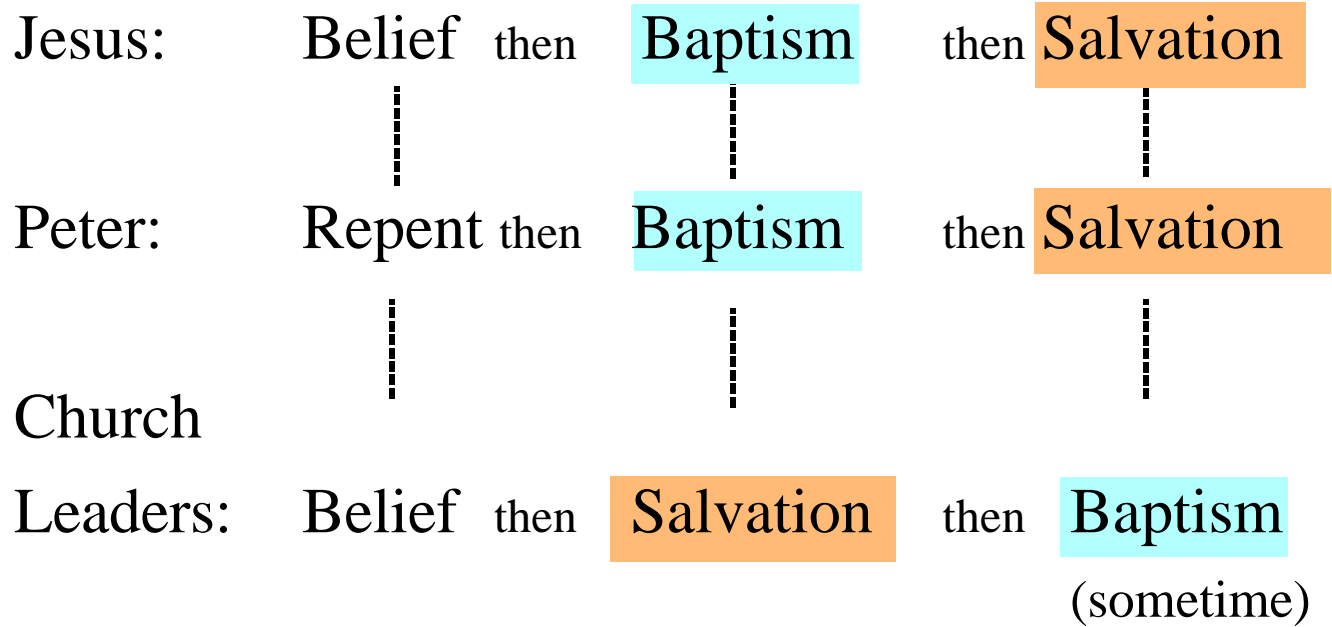 Jesus: Belief then Baptism then Salvation
Peter: Repent then Baptism then Salvation
Church
Leaders: Belief then Salvation then Baptism
(sometime)